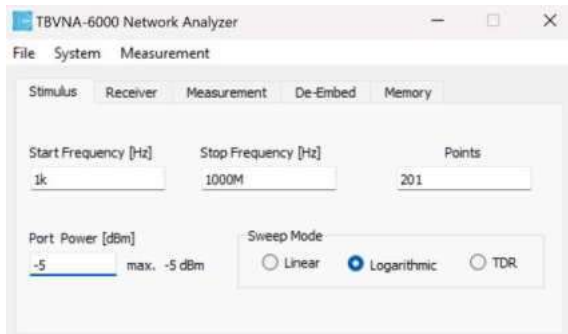 TBVNA-6000 Network Analyzer
File System Measurement
Stimulus Receiver Measurement De-Embed Memory
Start Frequency [Hz] Stop Frequency [Hz] Points
1k 1000M 201
Port Power [dBm] Sweep Mode
-5 max. -5 dBm Linear Logarithmic TDR